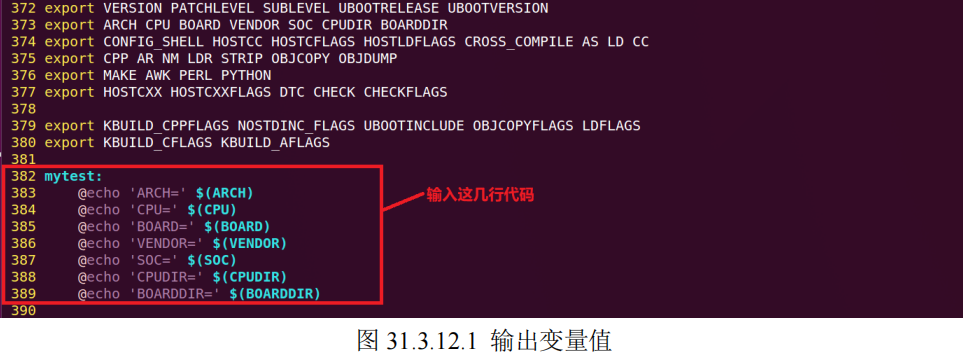 372 export VERSION PATCHLEVEL SUBLEVEL UBOOTRELEASE UBOOTVERSION
373 export ARCH CPU BOARD VENDOR SOC CPUDIR BOARDDIR
374 export CONFIG_SHELL HOSTCC HOSTCFLAGS HOSTLDFLAGS CROSS_COMPILE AS LD CC
375 export CPP AR NM LDR STRIP OBJCOPY OBJDUMP
376 export MAKE AWK PERL PYTHON
377 export HOSTCXX HOSTCXXFLAGS DTC CHECK CHECKFLAGS
378
379 export KBUILD_CPPFLAGS NOSTDINC_FLAGS UBOOTINCLUDE OBJCOPYFLAGS LDFLAGS
380 export KBUILD_CFLAGS KBUILD_AFLAGS
381
382 mytest:
383     @echo 'ARCH=' $(ARCH)
384     @echo 'CPU=' $(CPU)
385     @echo 'BOARD=' $(BOARD)
386     @echo 'VENDOR=' $(VENDOR)
387     @echo 'SOC=' $(SOC)
388     @echo 'CPUDIR=' $(CPUDIR)
389     @echo 'BOARDDIR=' $(BOARDDIR)
390
输入这几行代码
图 31.3.12.1 输出变量值